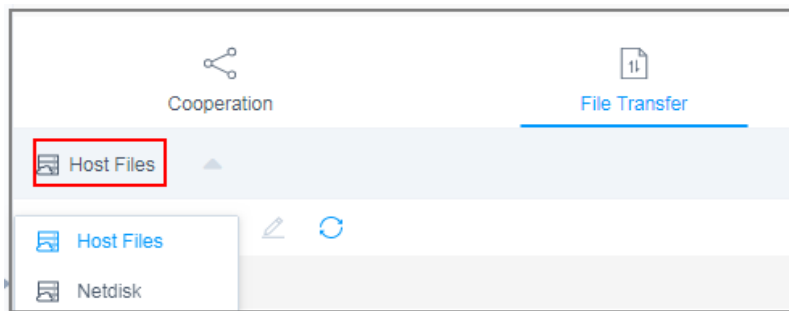 Cooperation
File Transfer
Host Files
Host Files
Netdisk